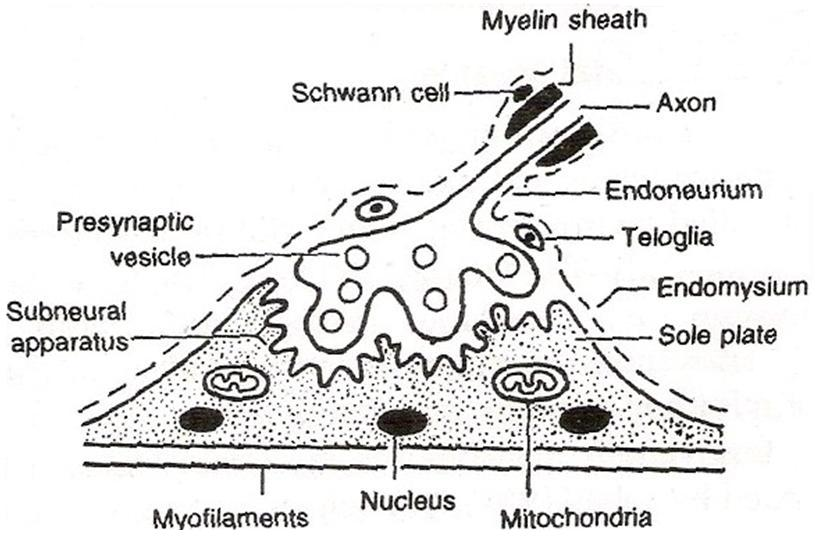 Myelin sheath
Schwann cell
Axon
Endoneurium
Presynaptic
vesicle
Teloglia
Endomysium
Subneural
apparatus
Sole plate
Nucleus
Myofilaments
Mitochondria